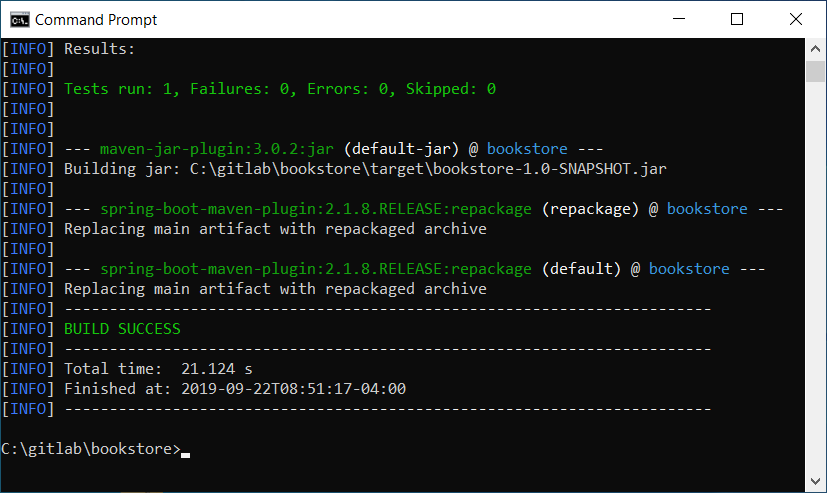 Command Prompt
[INFO] Results:
[INFO]
[INFO] Tests run: 1, Failures: 0, Errors: 0, Skipped: 0
[INFO]
[INFO]
[INFO] --- maven-jar-plugin:3.0.2:jar (default-jar) @ bookstore ---
[INFO] Building jar: C:\gitlab\bookstore\target\bookstore-1.0-SNAPSHOT.jar
[INFO]
[INFO] --- spring-boot-maven-plugin:2.1.8.RELEASE:repackage (repackage) @ bookstore ---
[INFO] Replacing main artifact with repackaged archive
[INFO]
[INFO] --- spring-boot-maven-plugin:2.1.8.RELEASE:repackage (default) @ bookstore ---
[INFO] Replacing main artifact with repackaged archive
[INFO] ------------------------------------------------------------------------
[INFO] BUILD SUCCESS
[INFO] ------------------------------------------------------------------------
[INFO] Total time:  21.124 s
[INFO] Finished at: 2019-09-22T08:51:17-04:00
[INFO] ------------------------------------------------------------------------
C:\gitlab\bookstore>